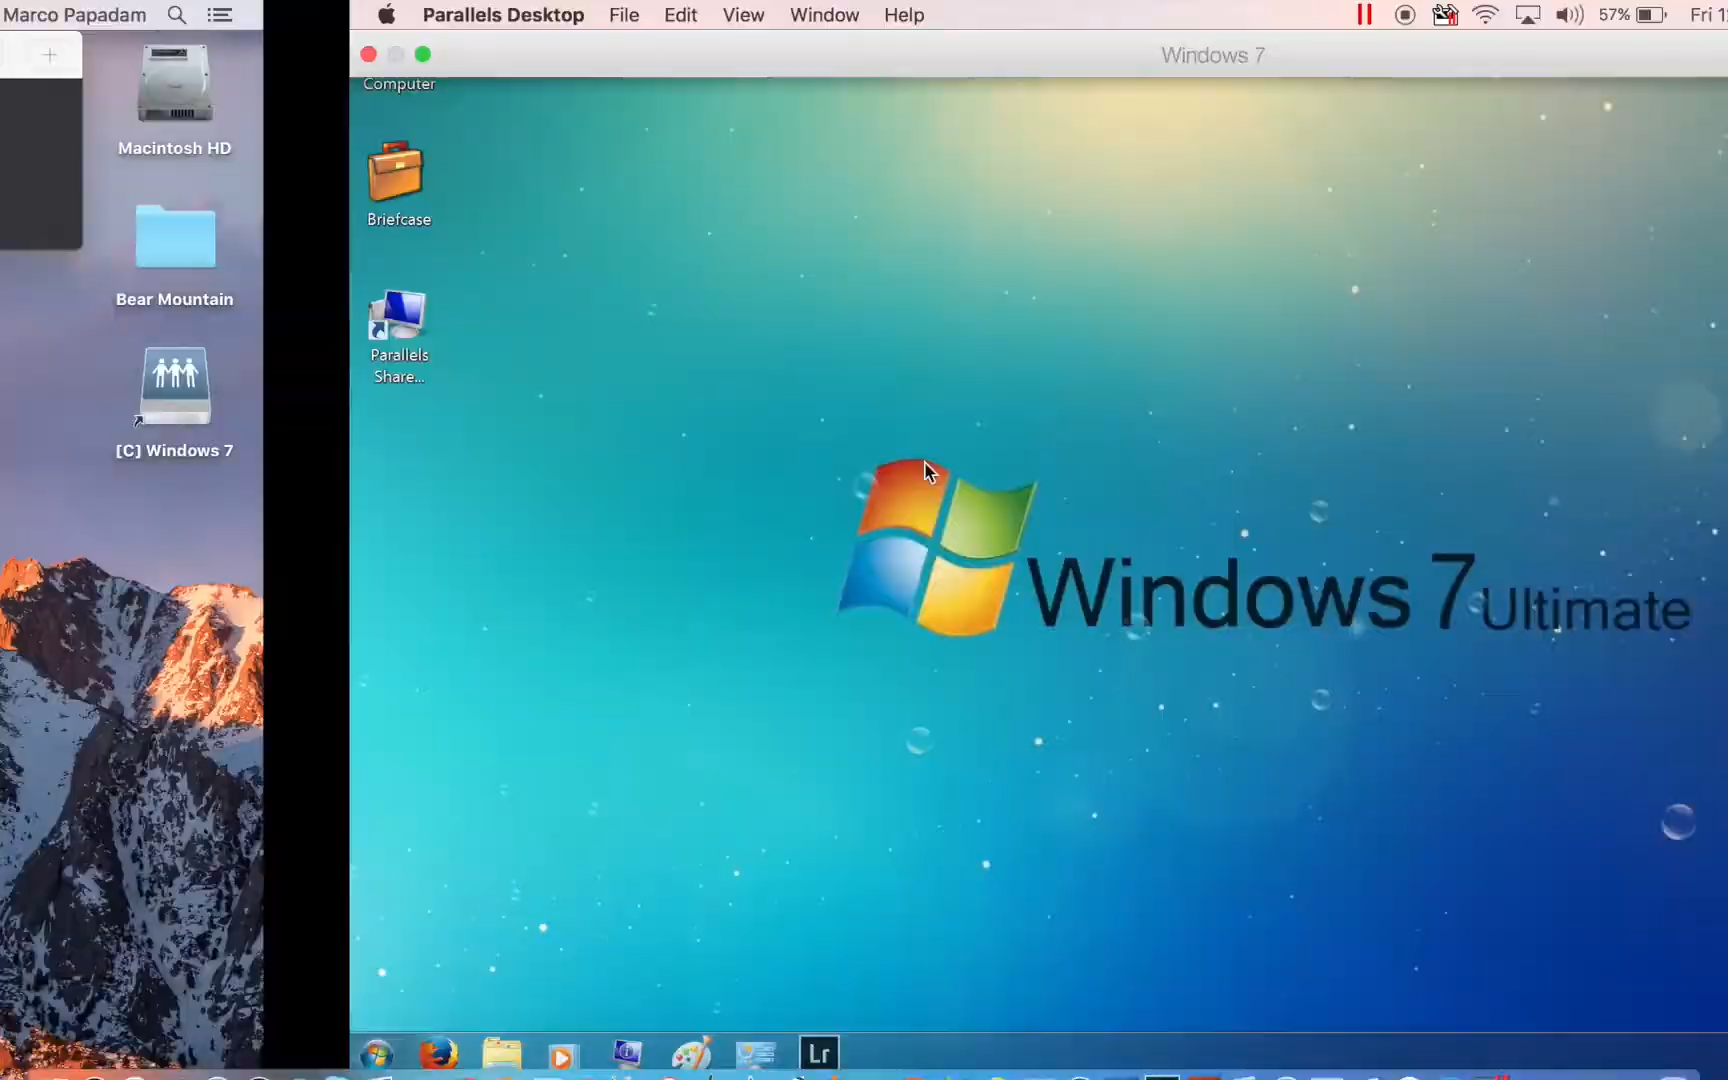 Marco Papadam
Macintosh HD
Bear Mountain
[C] Windows 7
Parallels Desktop File Edit View Window Help
57% Fri
Windows 7
Computer
Briefcase
Parallels
Share...
Windows 7 Ultimate
Lr